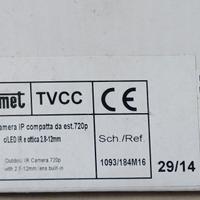 met TVCC CE
amera IP compatta da est.720p
c/LED IR e ottica 2.8-12mm
Sch./Ref.
1093/184M16
Outdoor IR Camera 720p
with 2.8-12mm lens built-in
29/14